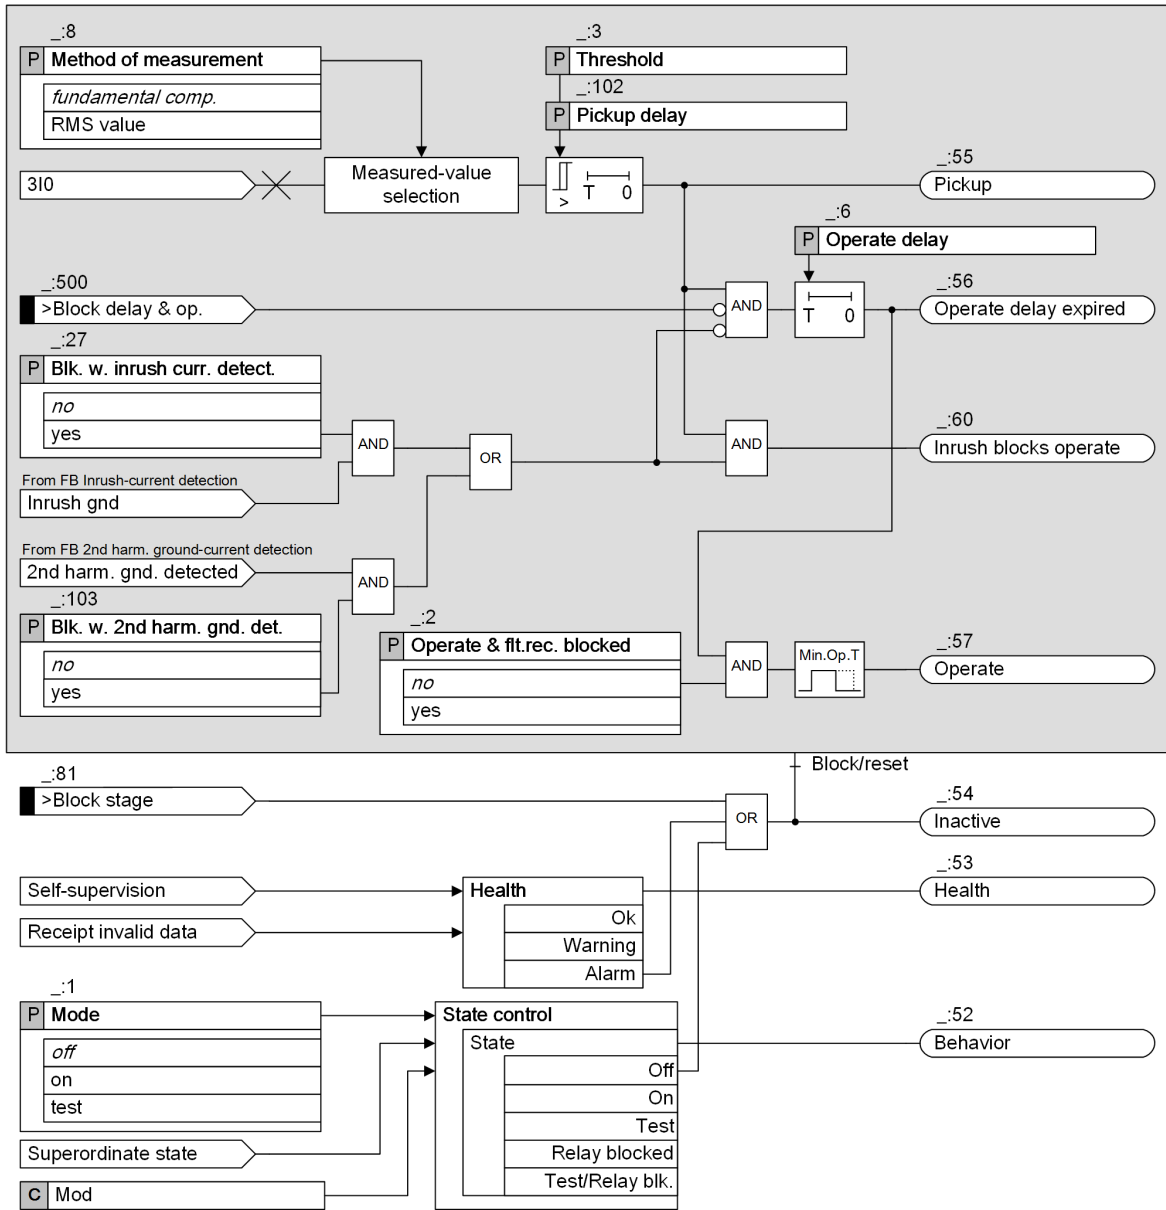 _:8
P Method of measurement
fundamental comp.
RMS value
_:3
P Threshold
_:102
P Pickup delay
3I0
Measured-value
selection
>
T 0
_:55
Pickup
_:6
P Operate delay
_:500
>Block delay & op.
AND
T 0
_:56
Operate delay expired
_:27
P Blk. w. inrush curr. detect.
no
yes
AND
OR
AND
_:60
Inrush blocks operate
From FB Inrush-current detection
Inrush gnd
From FB 2nd harm. ground-current detection
2nd harm. gnd. detected
AND
_:103
P Blk. w. 2nd harm. gnd. det.
no
yes
_:2
P Operate & flt.rec. blocked
no
yes
AND
Min.Op.T
_:57
Operate
Block/reset
_:81
>Block stage
OR
_:54
Inactive
_:53
Health
Self-supervision
Receipt invalid data
Health
Ok
Warning
Alarm
_:1
P Mode
off
on
test
Superordinate state
C Mod
State control
State
Off
On
Test
Relay blocked
Test/Relay blk.
_:52
Behavior